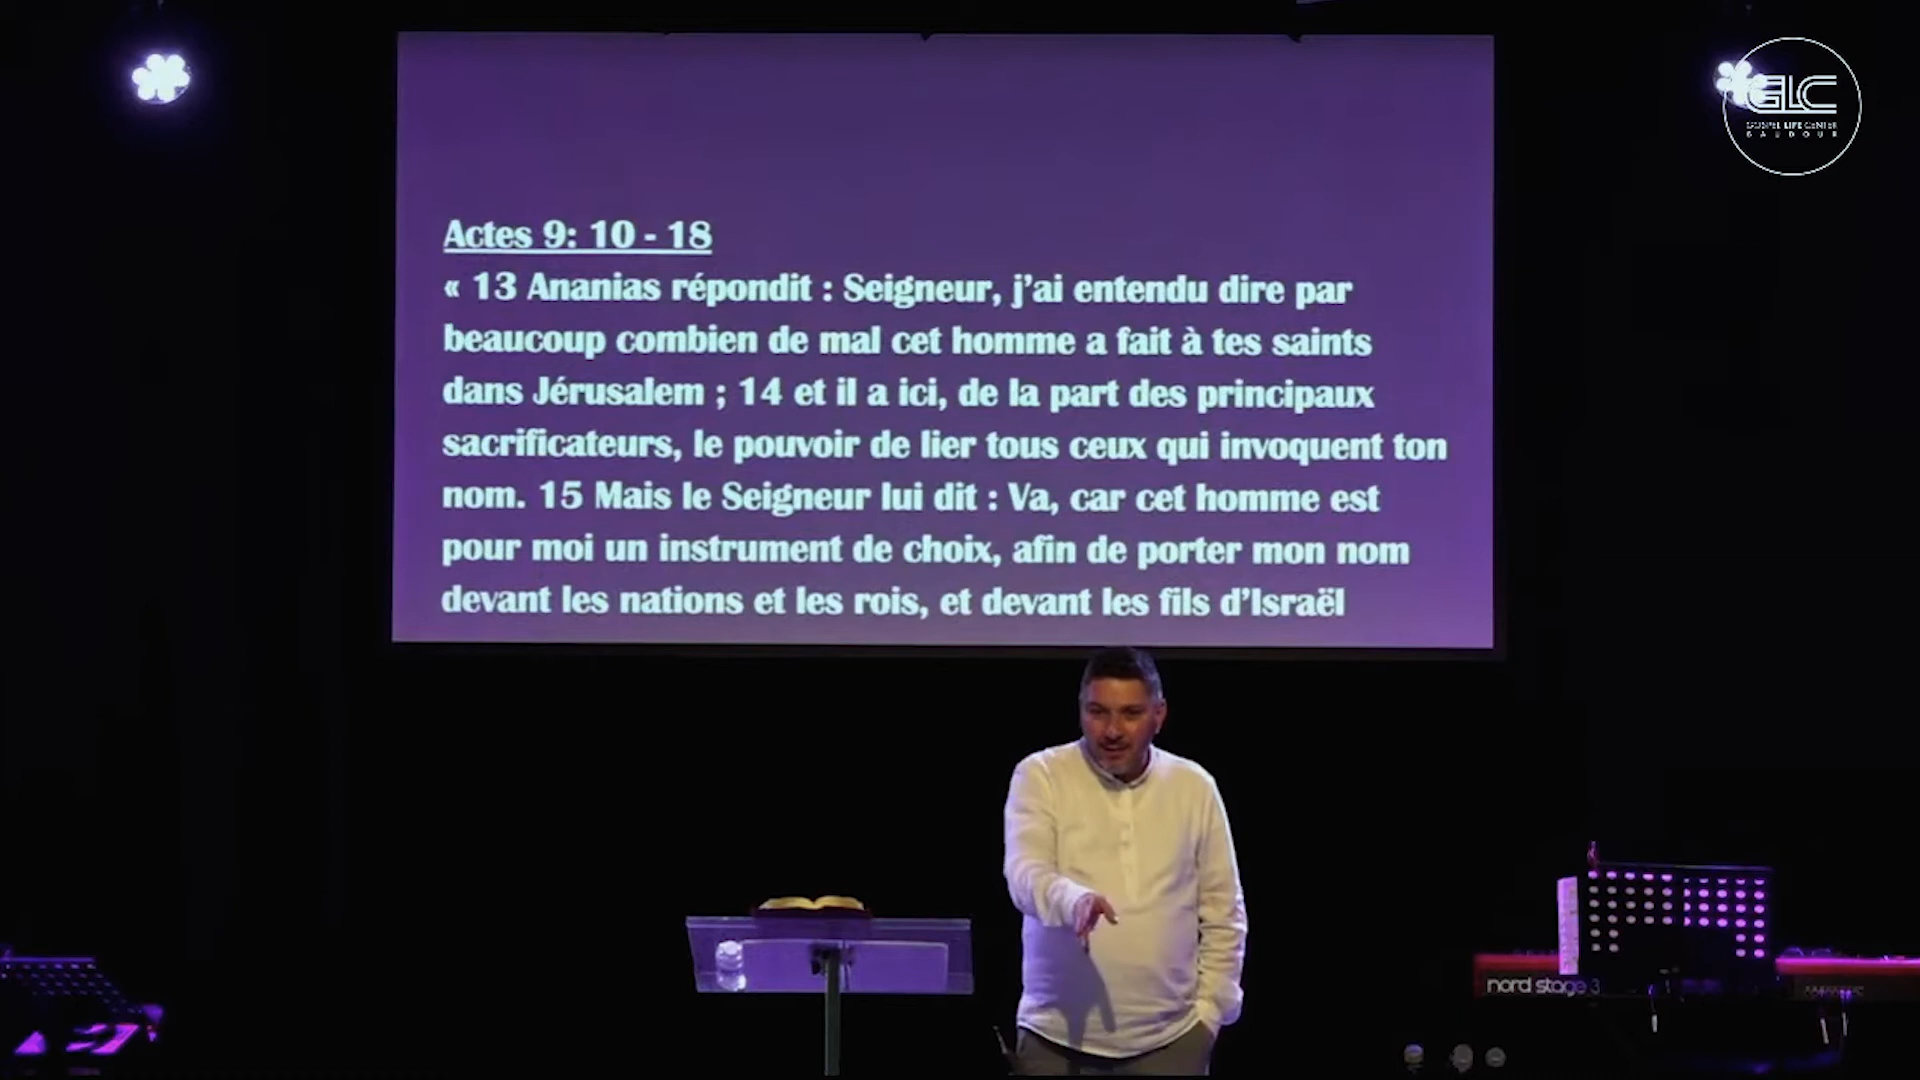 GLC
GOSPEL LIFE CENTER
BAUDOUR
Actes 9: 10 - 18
« 13 Ananias répondit : Seigneur, j’ai entendu dire par
beaucoup combien de mal cet homme a fait à tes saints
dans Jérusalem ; 14 et il a ici, de la part des principaux
sacrificateurs, le pouvoir de lier tous ceux qui invoquent ton
nom. 15 Mais le Seigneur lui dit : Va, car cet homme est
pour moi un instrument de choix, afin de porter mon nom
devant les nations et les rois, et devant les fils d’Israël
nord stage 3